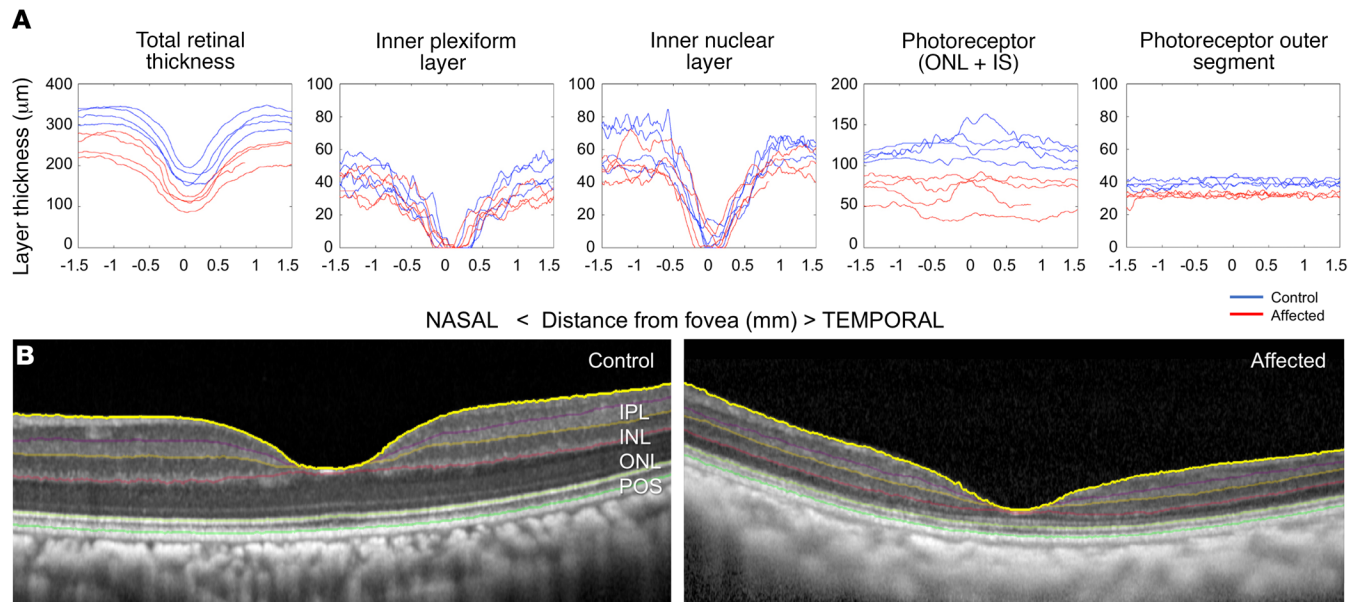 A
Total retinal
thickness
Inner plexiform
layer
Inner nuclear
layer
Photoreceptor
(ONL + IS)
Photoreceptor outer
segment
Layer thickness (μm)
400
300
200
100
0
100
80
60
40
20
0
100
80
60
40
20
0
200
150
100
50
0
100
80
60
40
20
0
-1.5 -1 -0.5 0 0.5 1 1.5
-1.5 -1 -0.5 0 0.5 1 1.5
-1.5 -1 -0.5 0 0.5 1 1.5
-1.5 -1 -0.5 0 0.5 1 1.5
-1.5 -1 -0.5 0 0.5 1 1.5
Control
Affected
NASAL < Distance from fovea (mm) > TEMPORAL
B
Control
IPL
INL
ONL
POS
Affected